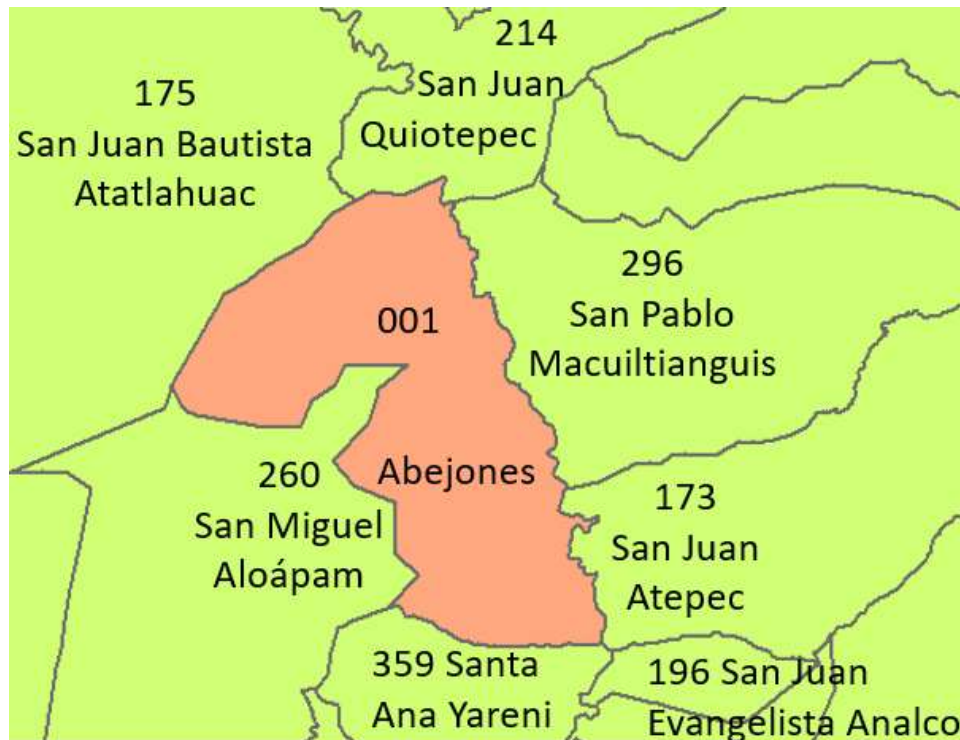 214
San Juan
Quiotepec
175
San Juan Bautista
Atatlahuac
296
San Pablo
Macuiltianguis
001
Abejones
260
San Miguel
Aloápam
173
San Juan
Atepec
359 Santa
Ana Yareni
196 San Juan
Evangelista Analco